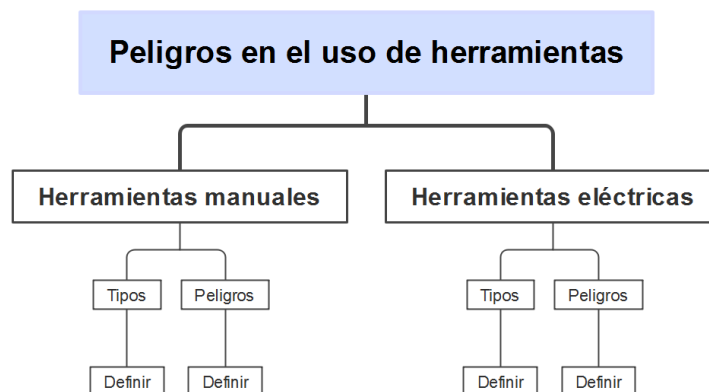 Peligros en el uso de herramientas
Herramientas manuales
Herramientas eléctricas
Tipos
Peligros
Tipos
Peligros
Definir
Definir
Definir
Definir